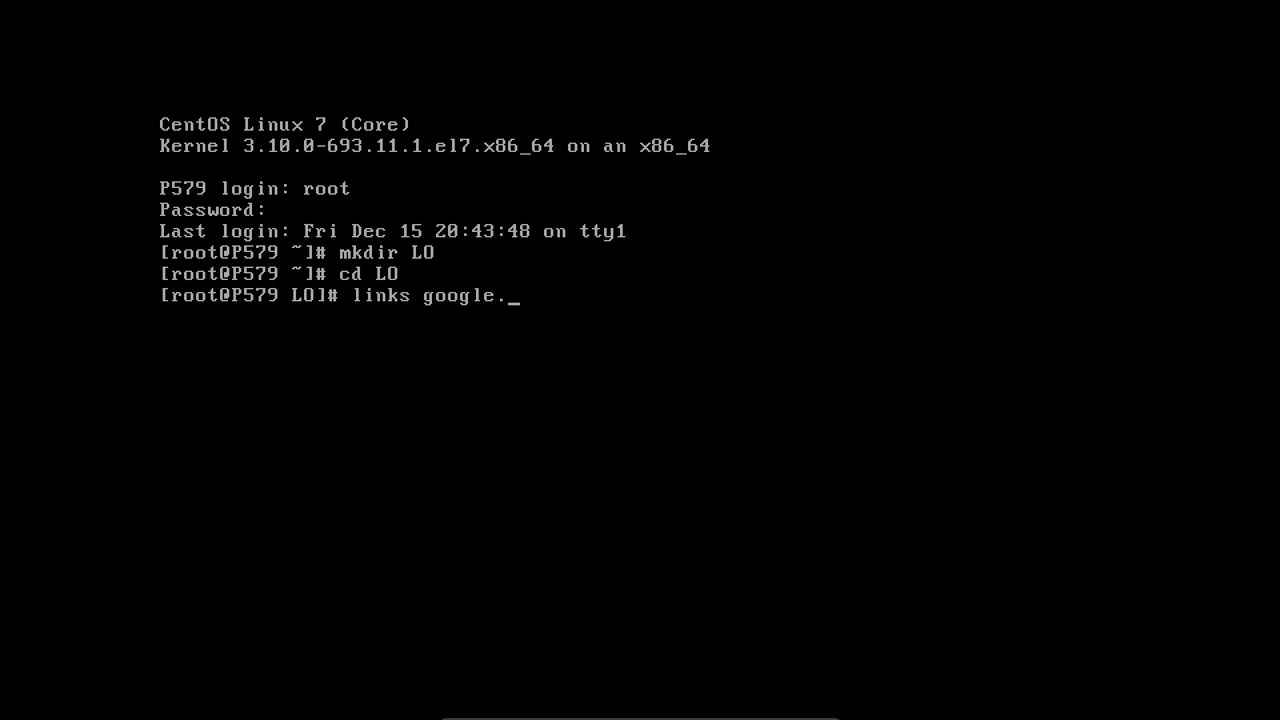 CentOS Linux 7 (Core)
Kernel 3.10.0-693.11.1.el7.x86_64 on an x86_64
P579 login: root
Password:
Last login: Fri Dec 15 20:43:48 on tty1
[root@P579 ~]# mkdir LO
[root@P579 ~]# cd LO
[root@P579 LO]# links google._